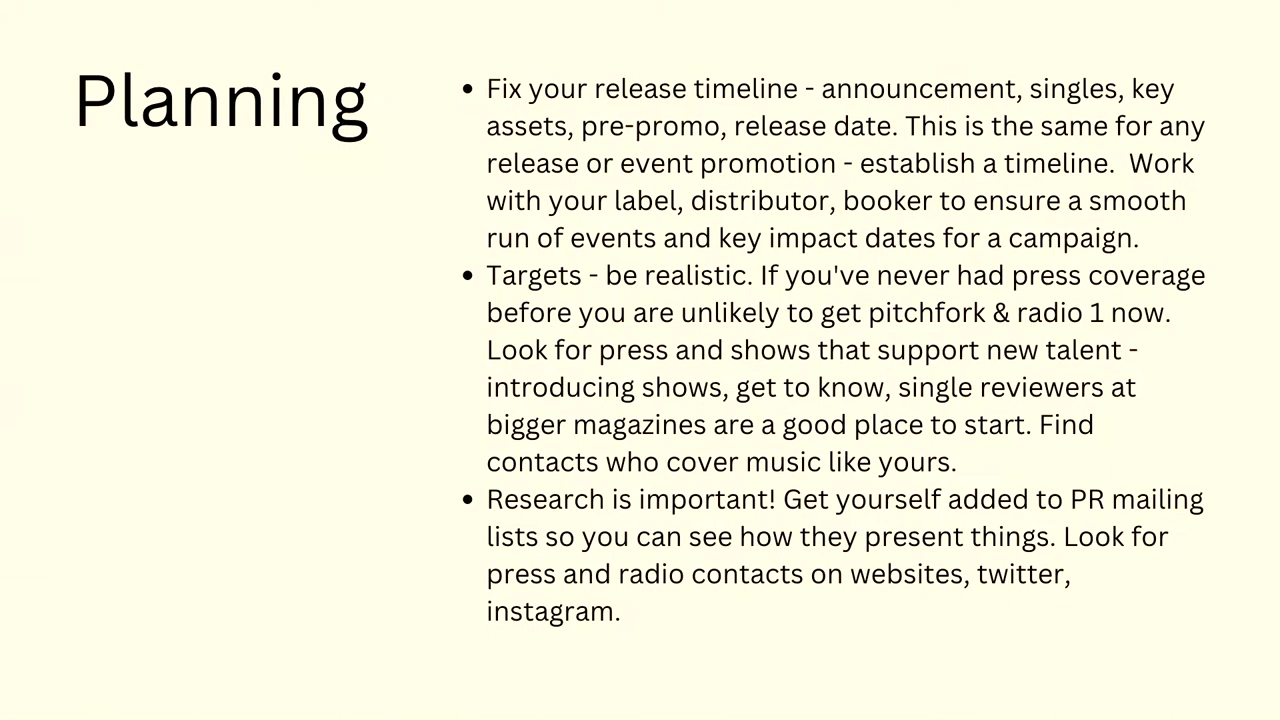 Planning
• Fix your release timeline - announcement, singles, key
assets, pre-promo, release date. This is the same for any
release or event promotion - establish a timeline.  Work
with your label, distributor, booker to ensure a smooth
run of events and key impact dates for a campaign.
• Targets - be realistic. If you've never had press coverage
before you are unlikely to get pitchfork & radio 1 now.
Look for press and shows that support new talent -
introducing shows, get to know, single reviewers at
bigger magazines are a good place to start. Find
contacts who cover music like yours.
• Research is important! Get yourself added to PR mailing
lists so you can see how they present things. Look for
press and radio contacts on websites, twitter,
instagram.